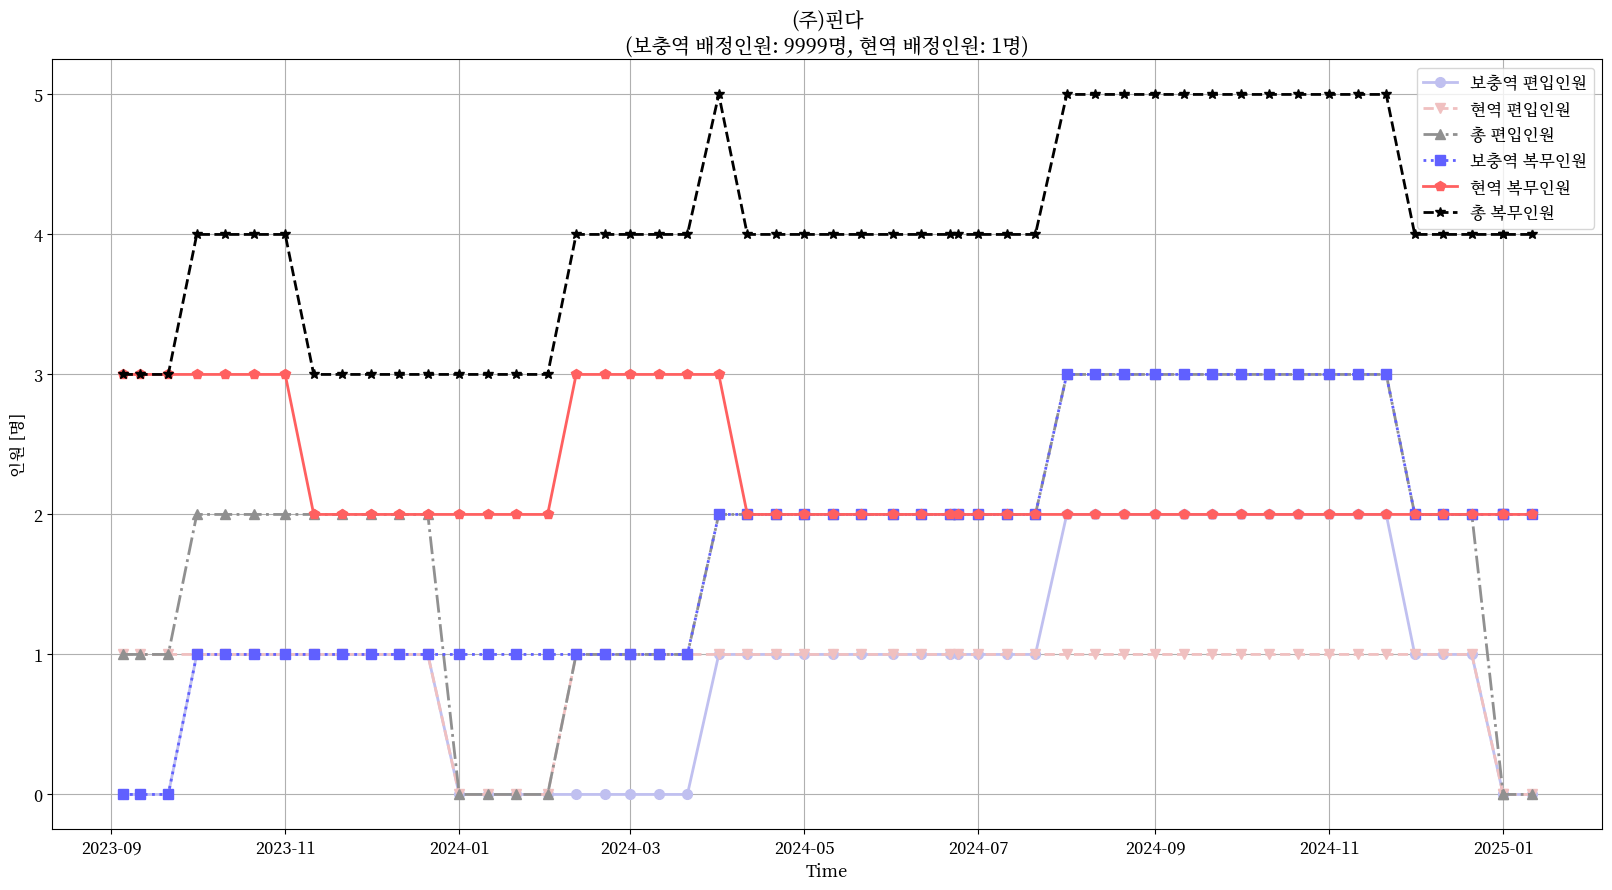 (주)핀다
(보충역 배정인원: 9999명, 현역 배정인원: 1명)
보충역 편입인원
현역 편입인원
총 편입인원
보충역 복무인원
현역 복무인원
총 복무인원
인원 [명]
5
4
3
2
1
0
2023-09
2023-11
2024-01
2024-03
2024-05
2024-07
2024-09
2024-11
2025-01
Time